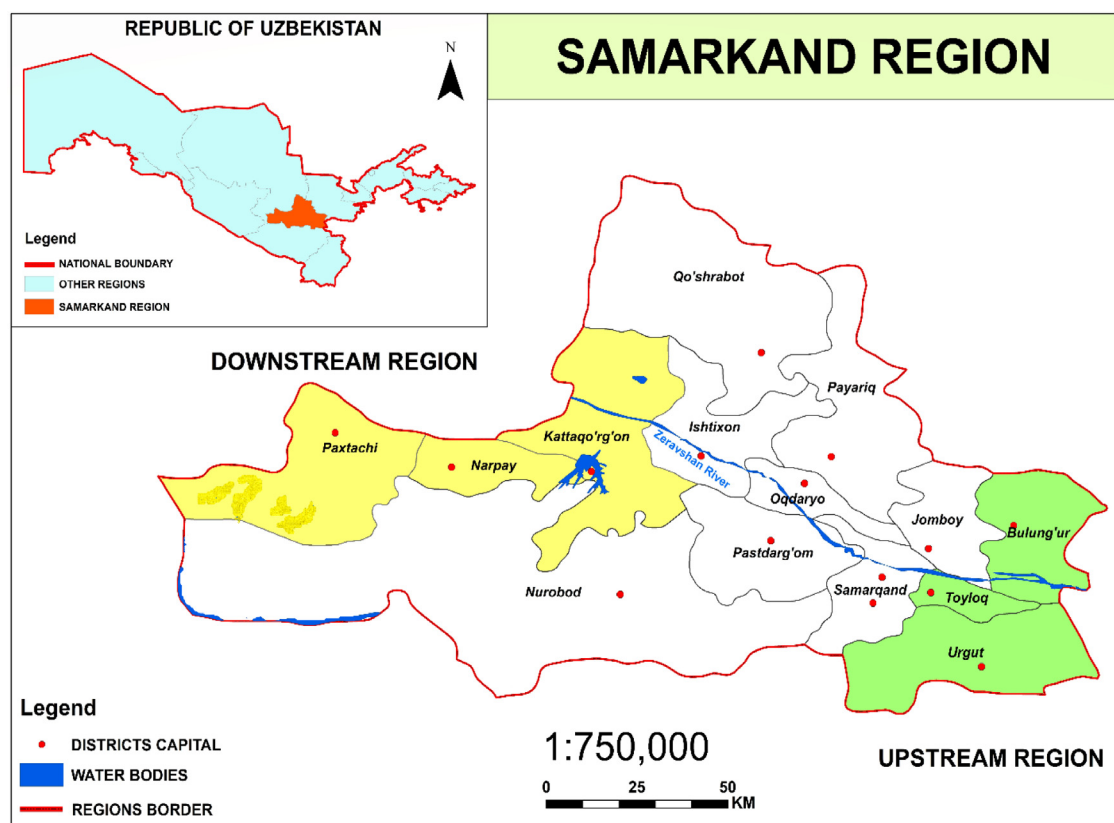 REPUBLIC OF UZBEKISTAN
N
SAMARKAND REGION
Legend
NATIONAL BOUNDARY
OTHER REGIONS
SAMARKAND REGION
DOWNSTREAM REGION
Qo'shrabot
Payariq
Ishtixon
Kattaqo'rg'on
Paxtachi
Narpay
Zeravshan River
Oqdaryo
Jomboy
Bulung'ur
Pastdarg'om
Nurobod
Samarqand
Toyloq
Urgut
Legend
DISTRICTS CAPITAL
WATER BODIES
REGIONS BORDER
1:750,000
0 25 50
KM
UPSTREAM REGION